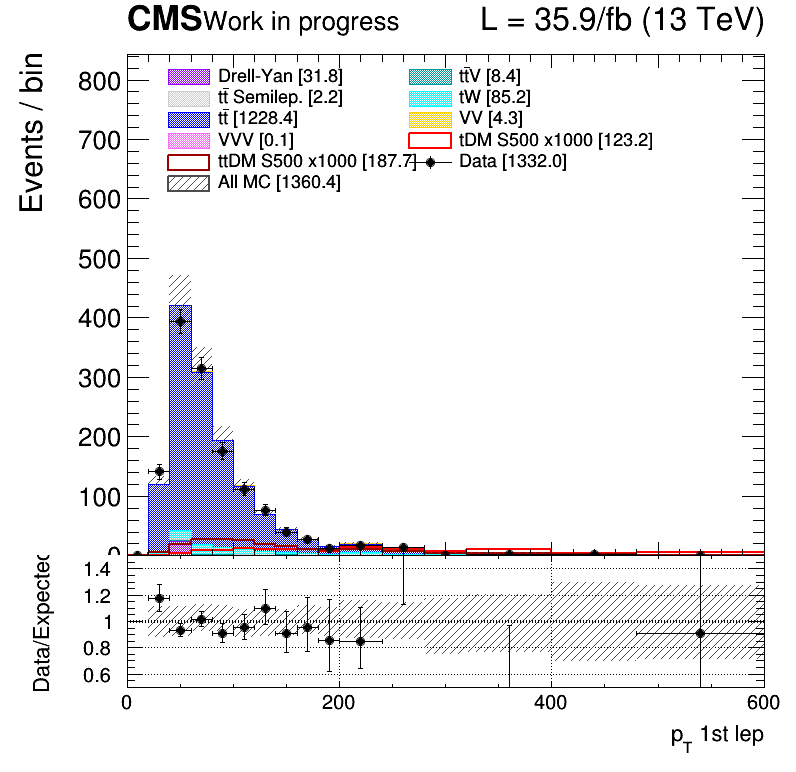 CMS Work in progress L = 35.9/fb (13 TeV)
Events / bin
Drell-Yan [31.8] tt̄V [8.4]
tt̄ Semilep. [2.2] tW [85.2]
tt̄ [1228.4] VV [4.3]
VVV [0.1] tDM S500 x1000 [123.2]
ttDM S500 x1000 [187.7] Data [1332.0]
All MC [1360.4]
800
700
600
500
400
300
200
100
0
Data/Expected
1.4
1.2
1
0.8
0.6
0 200 400 600
p_T 1st lep